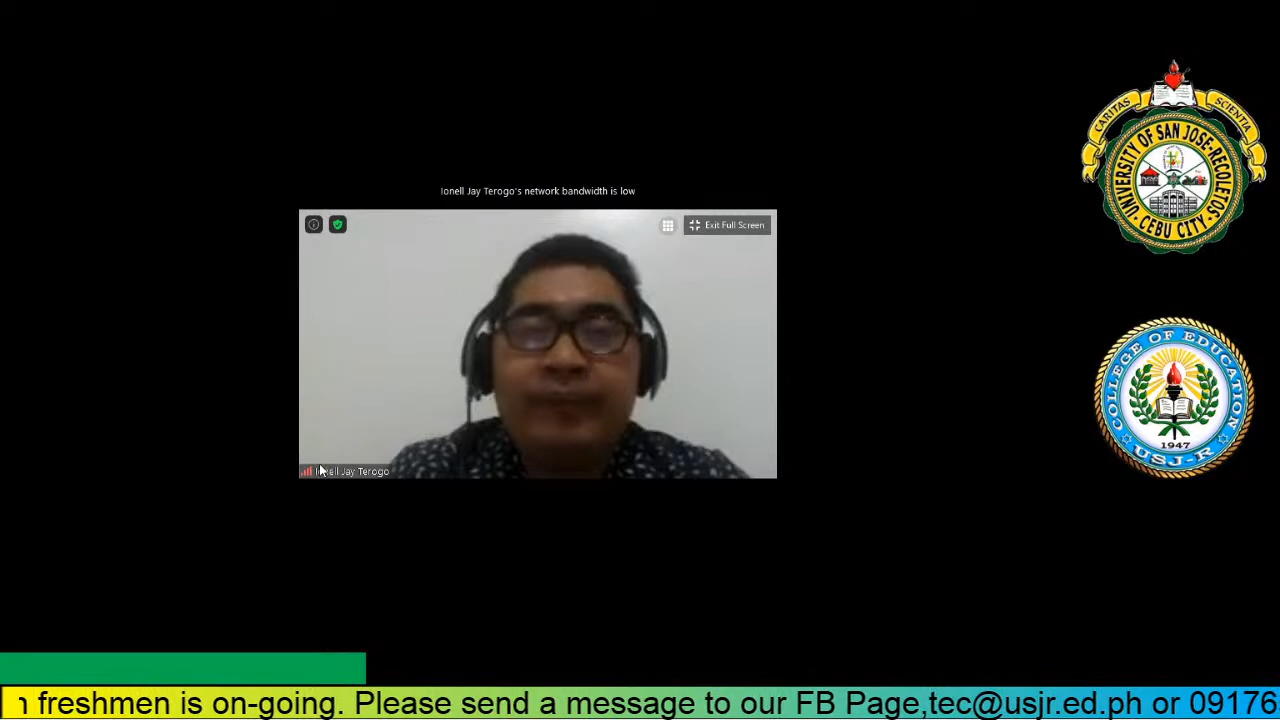 Ionell Jay Terogo's network bandwidth is low
Exit Full Screen
Jay Terogo
CARITAS
SCIENTIA
UNIVERSITY OF SAN JOSE-RECOLETOS
CEBU CITY
COLLEGE OF EDUCATION
1947
USJ-R
freshmen is on-going. Please send a message to our FB Page,tec@usjr.ed.ph or 09176